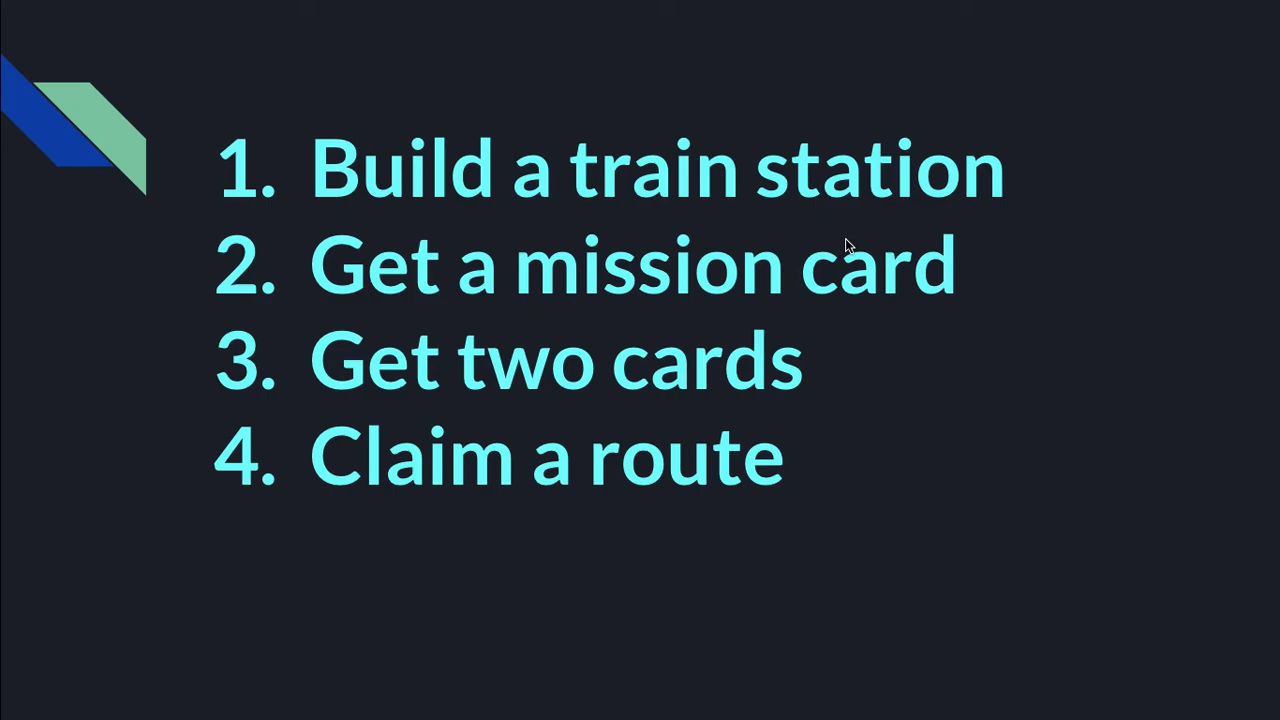 1. Build a train station
2. Get a mission card
3. Get two cards
4. Claim a route